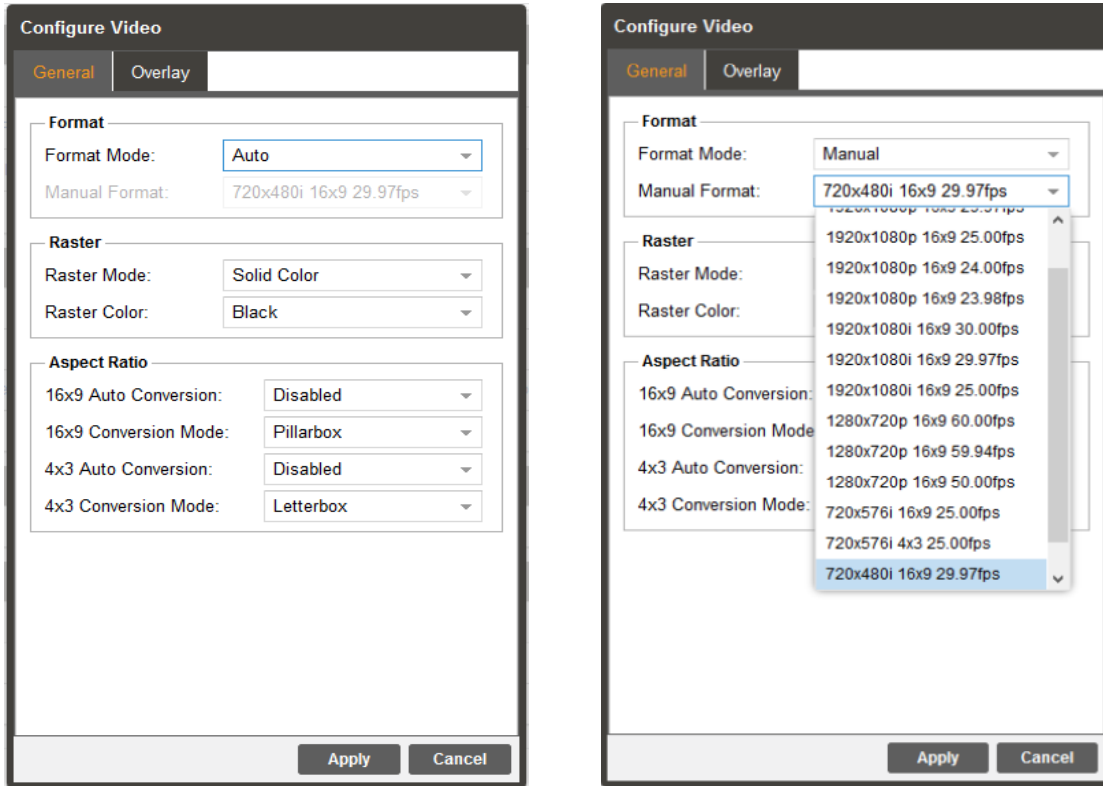 Configure Video
General Overlay
Format
Format Mode: Auto
Manual Format: 720x480i 16x9 29.97fps
Raster
Raster Mode: Solid Color
Raster Color: Black
Aspect Ratio
16x9 Auto Conversion: Disabled
16x9 Conversion Mode: Pillarbox
4x3 Auto Conversion: Disabled
4x3 Conversion Mode: Letterbox
Apply Cancel
Configure Video
General Overlay
Format
Format Mode: Manual
Manual Format: 720x480i 16x9 29.97fps
Raster
Raster Mode:
Raster Color:
Aspect Ratio
16x9 Auto Conversion:
16x9 Conversion Mode
4x3 Auto Conversion:
4x3 Conversion Mode:
1920x1080p 16x9 25.00fps
1920x1080p 16x9 24.00fps
1920x1080p 16x9 23.98fps
1920x1080i 16x9 30.00fps
1920x1080i 16x9 29.97fps
1920x1080i 16x9 25.00fps
1280x720p 16x9 60.00fps
1280x720p 16x9 59.94fps
1280x720p 16x9 50.00fps
720x576i 16x9 25.00fps
720x576i 4x3 25.00fps
720x480i 16x9 29.97fps
Apply Cancel